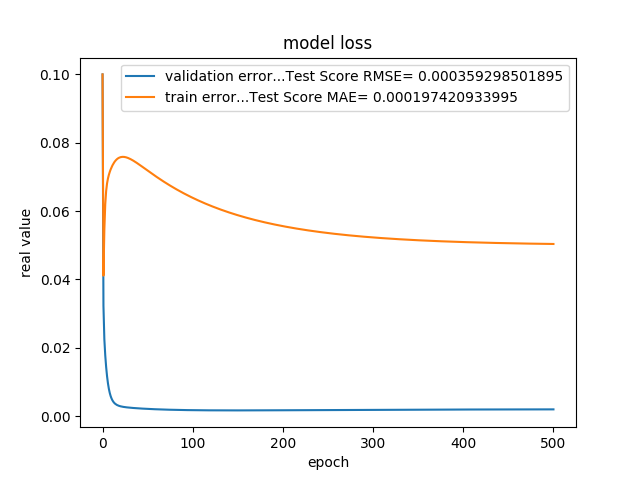 model loss
validation error...Test Score RMSE= 0.000359298501895
train error...Test Score MAE= 0.000197420933995
0.10
0.08
0.06
0.04
0.02
0.00
real value
0 100 200 300 400 500
epoch